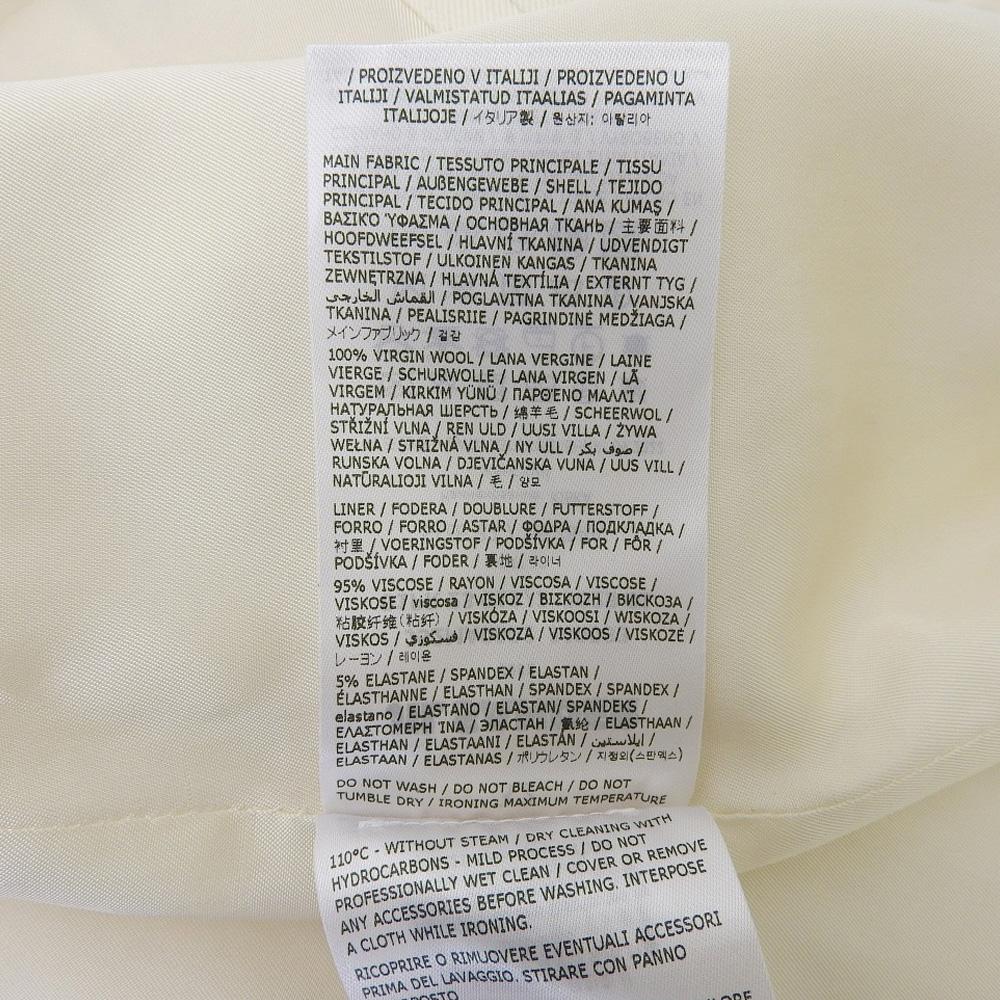 / PROIZVEDENO V ITALIJI / PROIZVEDENO U
ITALIJI / VALMISTATUD ITAALIAS / PAGAMINTA
ITALIJOJE / イタリア製 / 원산지: 이탈리아
MAIN FABRIC / TESSUTO PRINCIPALE / TISSU
PRINCIPAL / AUßENGEWEBE / SHELL / TEJIDO
PRINCIPAL / TECIDO PRINCIPAL / ANA KUMAŞ /
ΒΑΣΙΚΌ ΎΦΑΣΜΑ / ОСНОВНАЯ ТКАНЬ / 主要面料 /
HOOFDWEEFSEL / HLAVNÍ TKANINA / UDVENDIGT
TEKSTILSTOF / ULKOINEN KANGAS / TKANINA
ZEWNĘTRZNA / HLAVNÁ TEXTÍLIA / EXTERNT TYG /
القماش الخارجي / POGLAVITNA TKANINA / VANJSKA
TKANINA / PEALISRIIE / PAGRINDINĖ MEDŽIAGA /
メインファブリック / 겉감
100% VIRGIN WOOL / LANA VERGINE / LAINE
VIERGE / SCHURWOLLE / LANA VIRGEN / LÃ
VIRGEM / KIRKIM YÜNÜ / ΠΑΡΘΈΝΟ ΜΑΛΛΊ /
НАТУРАЛЬНАЯ ШЕРСТЬ / 绵羊毛 / SCHEERWOL /
STŘIŽNÍ VLNA / REN ULD / UUSI VILLA / ŻYWA
WEŁNA / STRIŽNÁ VLNA / NY ULL / صوف بكر /
RUNSKA VOLNA / DJEVIČANSKA VUNA / UUS VILL /
NATŪRALIOJI VILNA / 毛 / 양모
LINER / FODERA / DOUBLURE / FUTTERSTOFF /
FORRO / FORRO / ASTAR / ΦΟΔΡΑ / ПОДКЛАДКА /
衬里 / VOERINGSTOF / PODŠÍVKA / FOR / FÔR /
PODŠÍVKA / FODER / 裏地 / 라이너
95% VISCOSE / RAYON / VISCOSA / VISCOSE /
VISKOSE / viscosa / VISKOZ / ΒΙΣΚΟΖΗ / ВИСКОЗА /
粘胶纤维(粘纤) / VISKÓZA / VISKOOSI / WISKOZA /
VISKOS / فسكوزي / VISKOZA / VISKOOS / VISKOZĖ /
レーヨン / 레이온
5% ELASTANE / SPANDEX / ELASTAN /
ÉLASTHANNE / ELASTHAN / SPANDEX / SPANDEX /
elastano / ELASTANO / ELASTAN/ SPANDEKS /
ΕΛΑΣΤΟΜΕΡΉ ΊΝΑ / ЭЛАСТАН / 氨纶 / ELASTHAAN /
ELASTHAN / ELASTAANI / ELASTÁN / ايلاستين /
ELASTAAN / ELASTANAS / ポリウレタン / 지정외(스판덱스)
DO NOT WASH / DO NOT BLEACH / DO NOT
TUMBLE DRY / IRONING MAXIMUM TEMPERATURE
110°C - WITHOUT STEAM / DRY CLEANING WITH
HYDROCARBONS - MILD PROCESS / DO NOT
PROFESSIONALLY WET CLEAN / COVER OR REMOVE
ANY ACCESSORIES BEFORE WASHING. INTERPOSE
A CLOTH WHILE IRONING.
RICOPRIRE O RIMUOVERE EVENTUALI ACCESSORI
PRIMA DEL LAVAGGIO. STIRARE CON PANNO